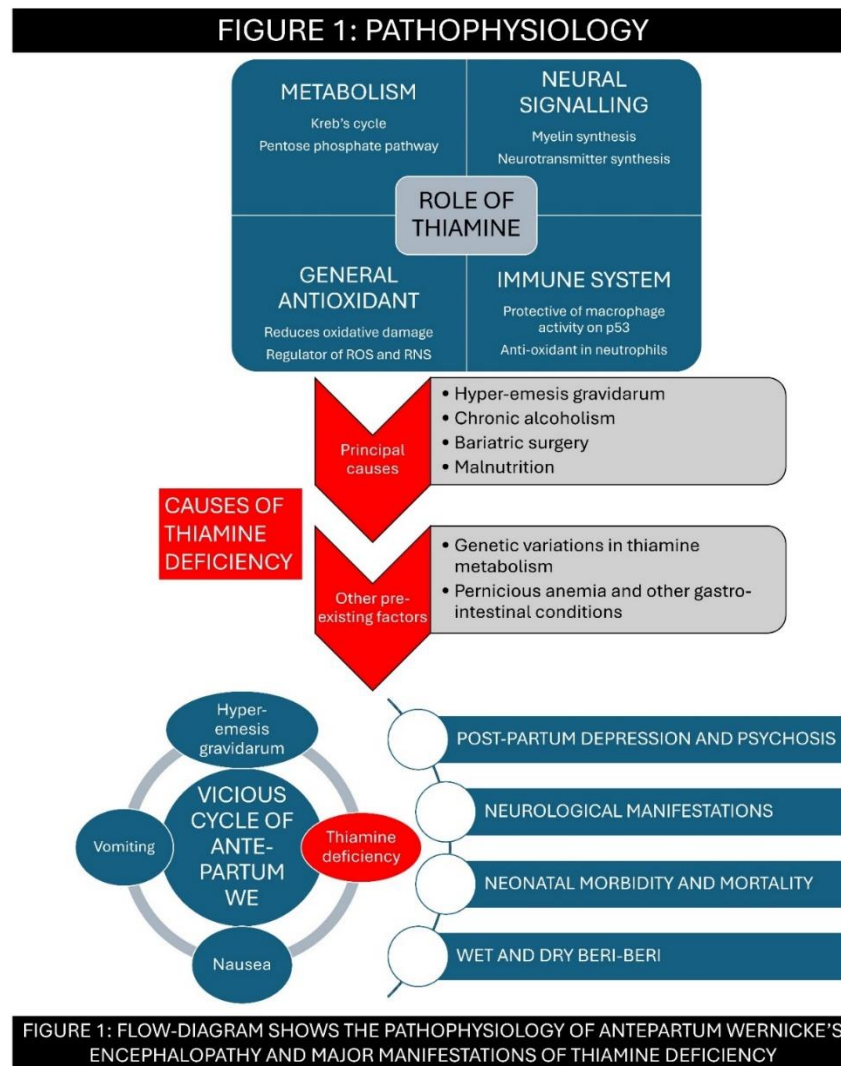 FIGURE 1: PATHOPHYSIOLOGY
METABOLISM
Kreb's cycle
Pentose phosphate pathway
NEURAL
SIGNALLING
Myelin synthesis
Neurotransmitter synthesis
ROLE OF
THIAMINE
GENERAL
ANTIOXIDANT
Reduces oxidative damage
Regulator of ROS and RNS
IMMUNE SYSTEM
Protective of macrophage
activity on p53
Anti-oxidant in neutrophils
Principal
causes
• Hyper-emesis gravidarum
• Chronic alcoholism
• Bariatric surgery
• Malnutrition
CAUSES OF
THIAMINE
DEFICIENCY
Other pre-
existing factors
• Genetic variations in thiamine
metabolism
• Pernicious anemia and other gastro-
intestinal conditions
Hyper-
emesis
gravidarum
VICIOUS
CYCLE OF
ANTE-
PARTUM
WE
Thiamine
deficiency
Nausea
Vomiting
POST-PARTUM DEPRESSION AND PSYCHOSIS
NEUROLOGICAL MANIFESTATIONS
NEONATAL MORBIDITY AND MORTALITY
WET AND DRY BERI-BERI
FIGURE 1: FLOW-DIAGRAM SHOWS THE PATHOPHYSIOLOGY OF ANTEPARTUM WERNICKE'S
ENCEPHALOPATHY AND MAJOR MANIFESTATIONS OF THIAMINE DEFICIENCY